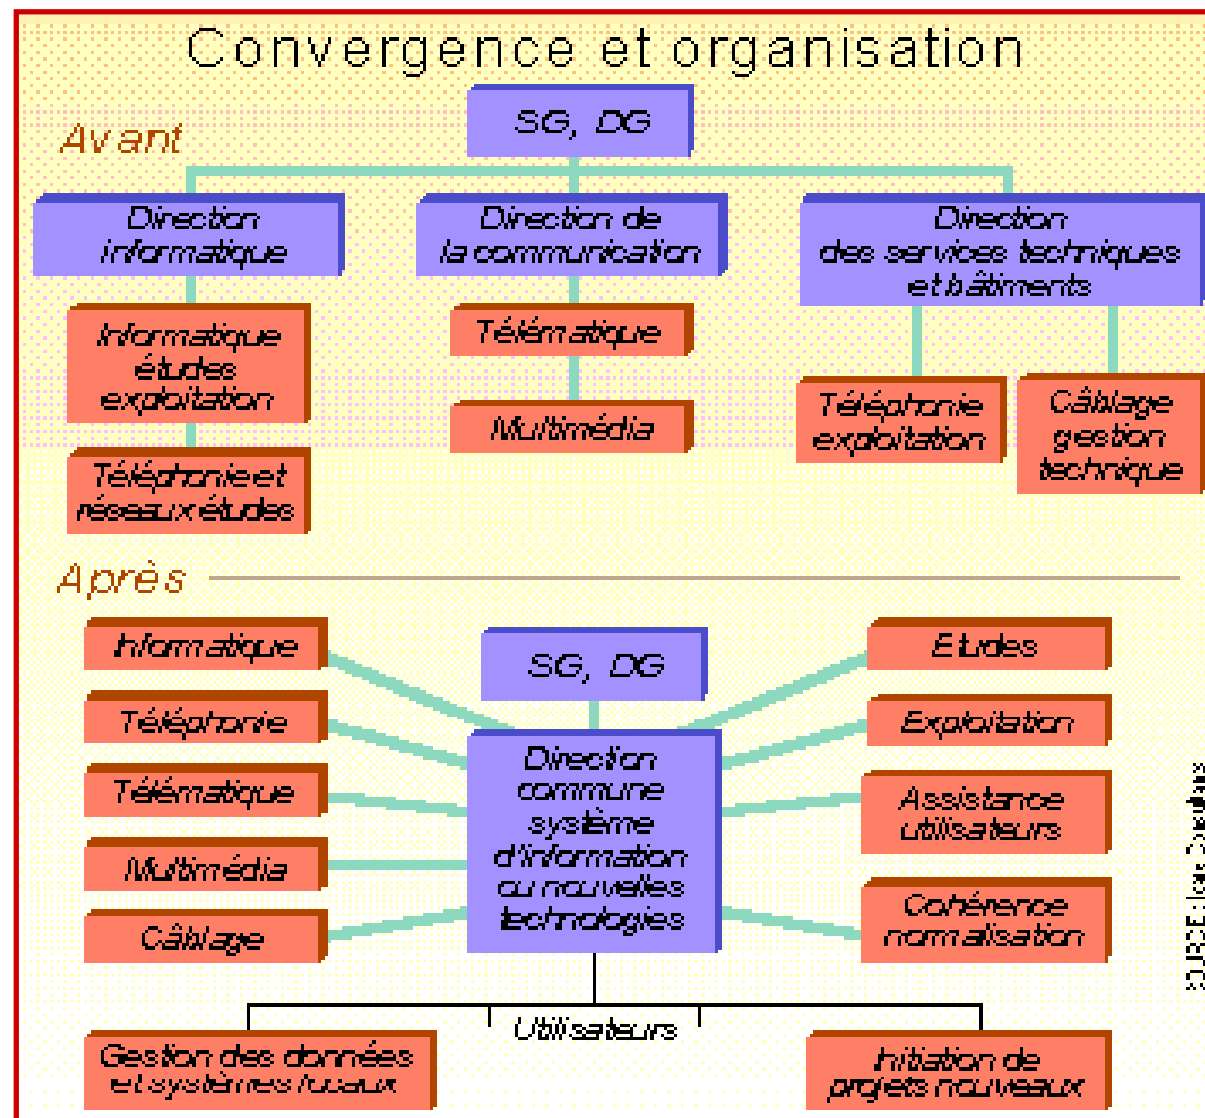 Convergence et organisation
Avant
SG, DG
Direction
informatique
Direction de
la communication
Direction
des services techniques
et bâtiments
Informatique
études
exploitation
Téléphonie et
réseaux études
Télématique
Multimédia
Téléphonie
exploitation
Câblage
gestion
technique
Après
Informatique
Téléphonie
Télématique
Multimédia
Câblage
SG, DG
Direction
commune
système
d'information
ou nouvelles
technologies
Etudes
Exploitation
Assistance
utilisateurs
Cohérence
normalisation
Utilisateurs
Gestion des données
et systèmes locaux
Initiation de
projets nouveaux
SOURCE: